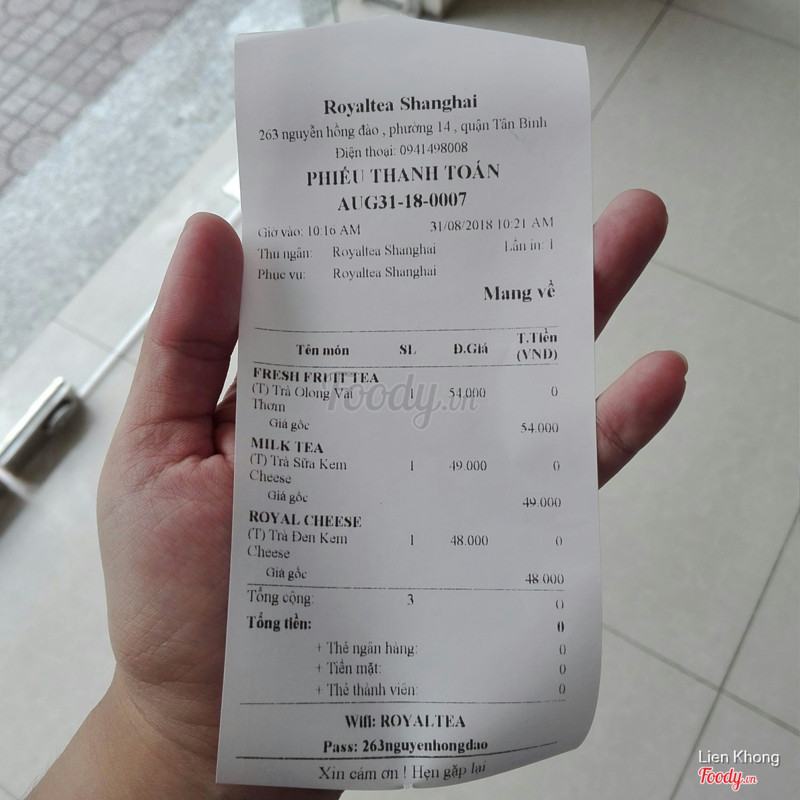 Royaltea Shanghai
263 nguyễn hồng đào , phường 14 , quận Tân Bình
Điện thoại: 0941498008
PHIẾU THANH TOÁN
AUG31-18-0007
Giờ vào: 10:16 AM 31/08/2018 10:21 AM
Thu ngân: Royaltea Shanghai Lần in: 1
Phục vụ: Royaltea Shanghai
Mang về
Tên món SL Đ.Giá T.Tiền (VNĐ)
FRESH FRUIT TEA
(T) Trà Olong Vải 1 54.000 0
Thơm
Giá gốc 54.000
MILK TEA
(T) Trà Sữa Kem 1 49.000 0
Cheese
Giá gốc 49.000
ROYAL CHEESE
(T) Trà Đen Kem 1 48.000 0
Cheese
Giá gốc 48.000
Tổng cộng: 3 0
Tổng tiền: 0
+ Thẻ ngân hàng: 0
+ Tiền mặt: 0
+ Thẻ thành viên: 0
Wifi: ROYALTEA
Pass: 263nguyenhongdao
Xin cám ơn ! Hẹn gặp lại
foody.vn
Lien Khong
Foody.vn